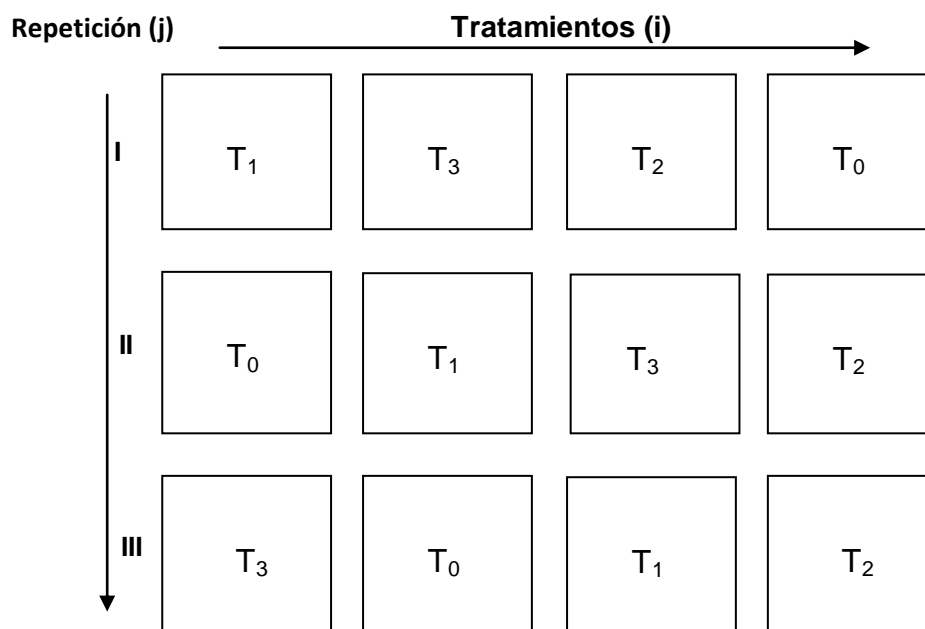 Repetición (j) Tratamientos (i)
I T₁ T₃ T₂ T₀
II T₀ T₁ T₃ T₂
III T₃ T₀ T₁ T₂